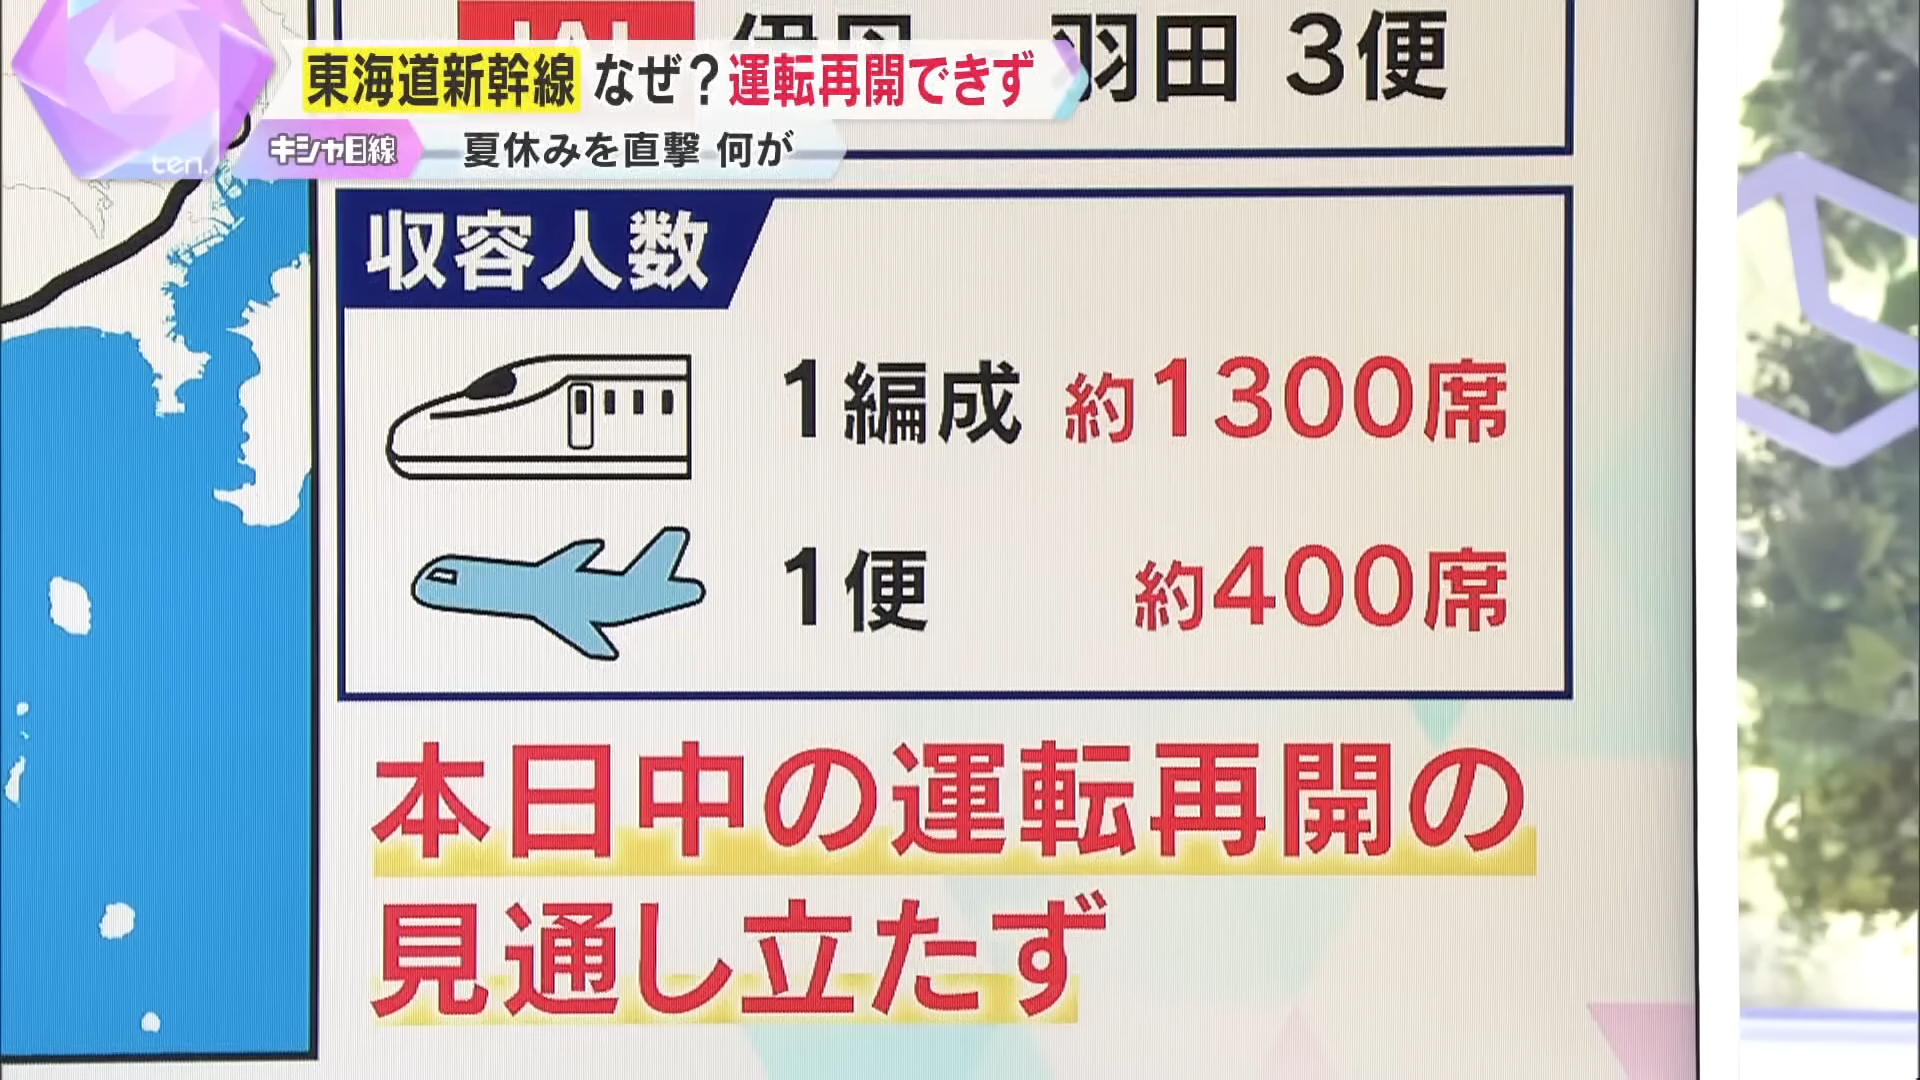 東海道新幹線 なぜ?運転再開できず
キシャ目線 夏休みを直撃 何が
ten.
羽田 3便
収容人数
1編成 約1300席
1便 約400席
本日中の運転再開の
見通し立たず